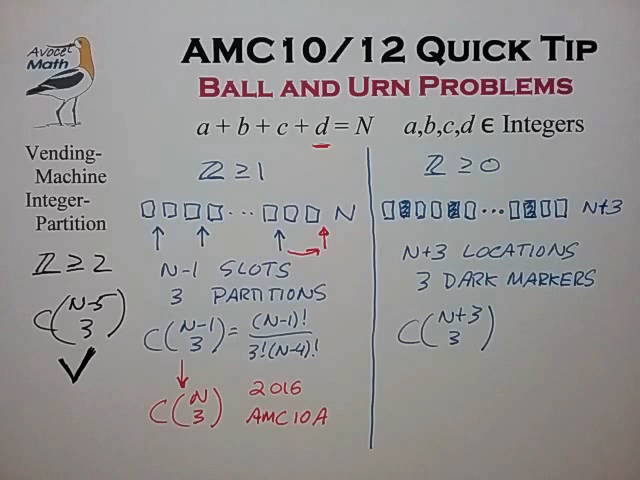 Avocet
Math
AMC10/12 Quick Tip
Ball and Urn Problems
a + b + c + d = N    a,b,c,d ∈ Integers
Vending-
Machine
Integer-
Partition
ℤ ≥ 2
C(N-5
3)
ℤ ≥ 1
... N
N-1 SLOTS
3 PARTITIONS
C(N-1
3) = (N-1)!
3!(N-4)!
C(N
3)
2016
AMC10A
ℤ ≥ 0
... N+3
N+3 LOCATIONS
3 DARK MARKERS
C(N+3
3)